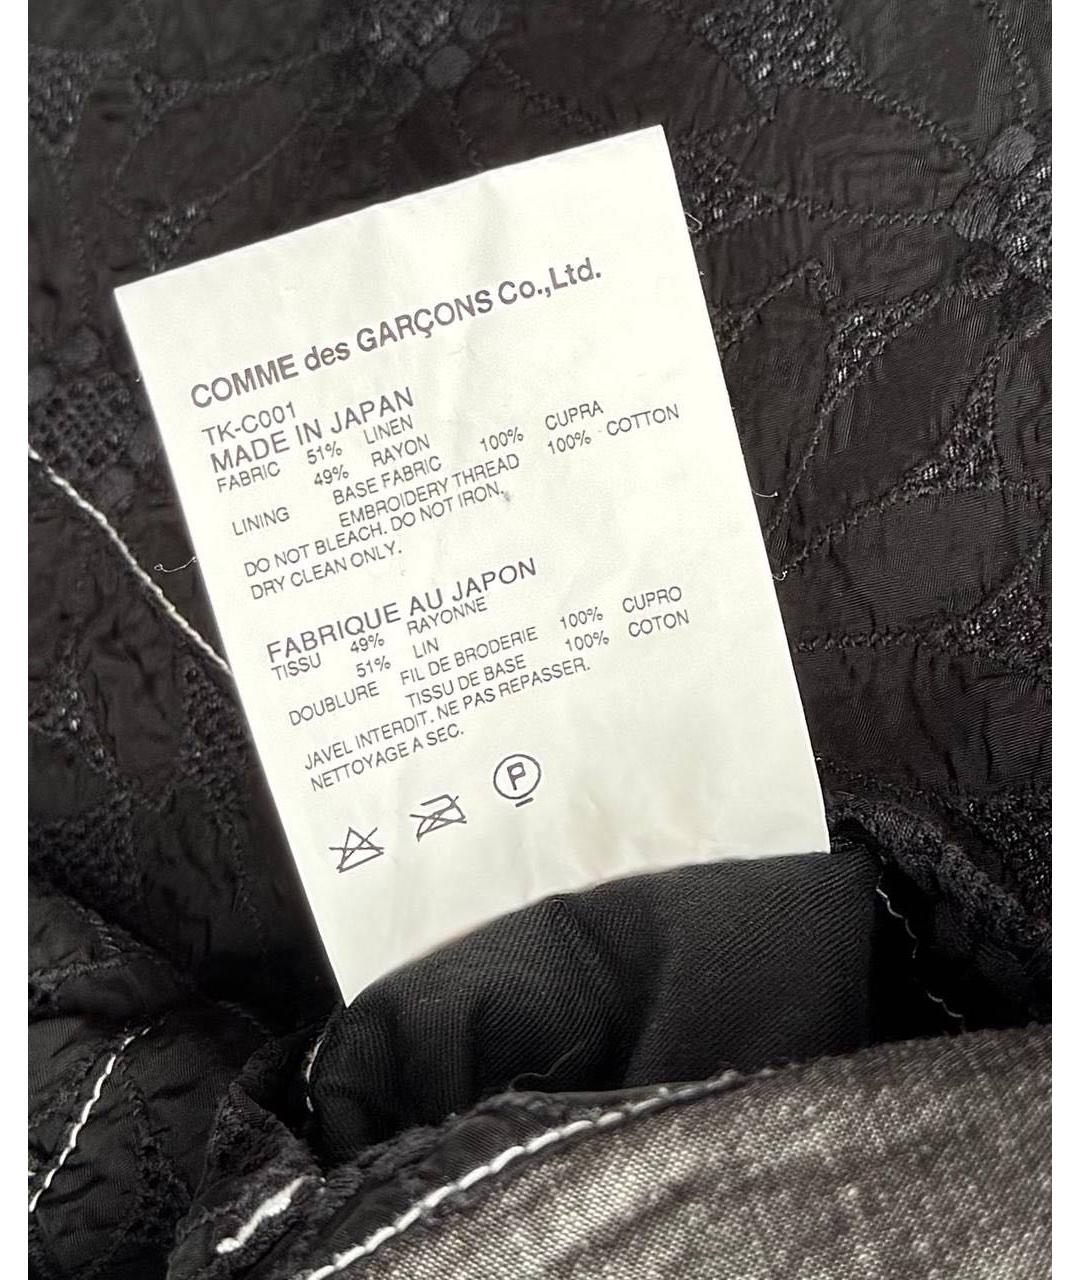 COMME des GARÇONS Co.,Ltd.
TK-C001
MADE IN JAPAN
FABRIC 51% LINEN
49% RAYON
LINING BASE FABRIC 100% CUPRA
EMBROIDERY THREAD 100% COTTON
DO NOT BLEACH. DO NOT IRON.
DRY CLEAN ONLY.
FABRIQUE AU JAPON
TISSU 49% RAYONNE
51% LIN
DOUBLURE FIL DE BRODERIE 100% CUPRO
TISSU DE BASE 100% COTON
JAVEL INTERDIT. NE PAS REPASSER.
NETTOYAGE A SEC.
P